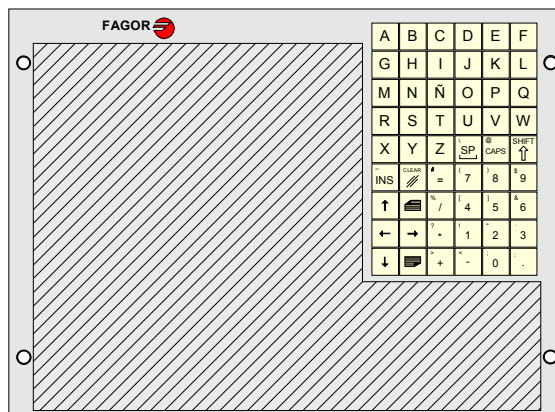 FAGOR
A B C D E F
G H I J K L
M N Ñ O P Q
R S T U V W
X Y Z \ SP @ CAPS SHIFT
INS CLEAR = ( 7 ) 8 $ 9
% / [ 4 ] 5 & 6
? * ! 1 " 2 3
> + < - ; 0 : .